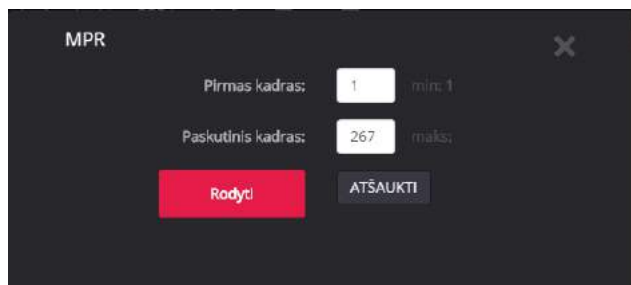 MPR
Pirmas kadras: 1 min: 1
Paskutinis kadras: 267 maks:
Rodyti ATŠAUKTI